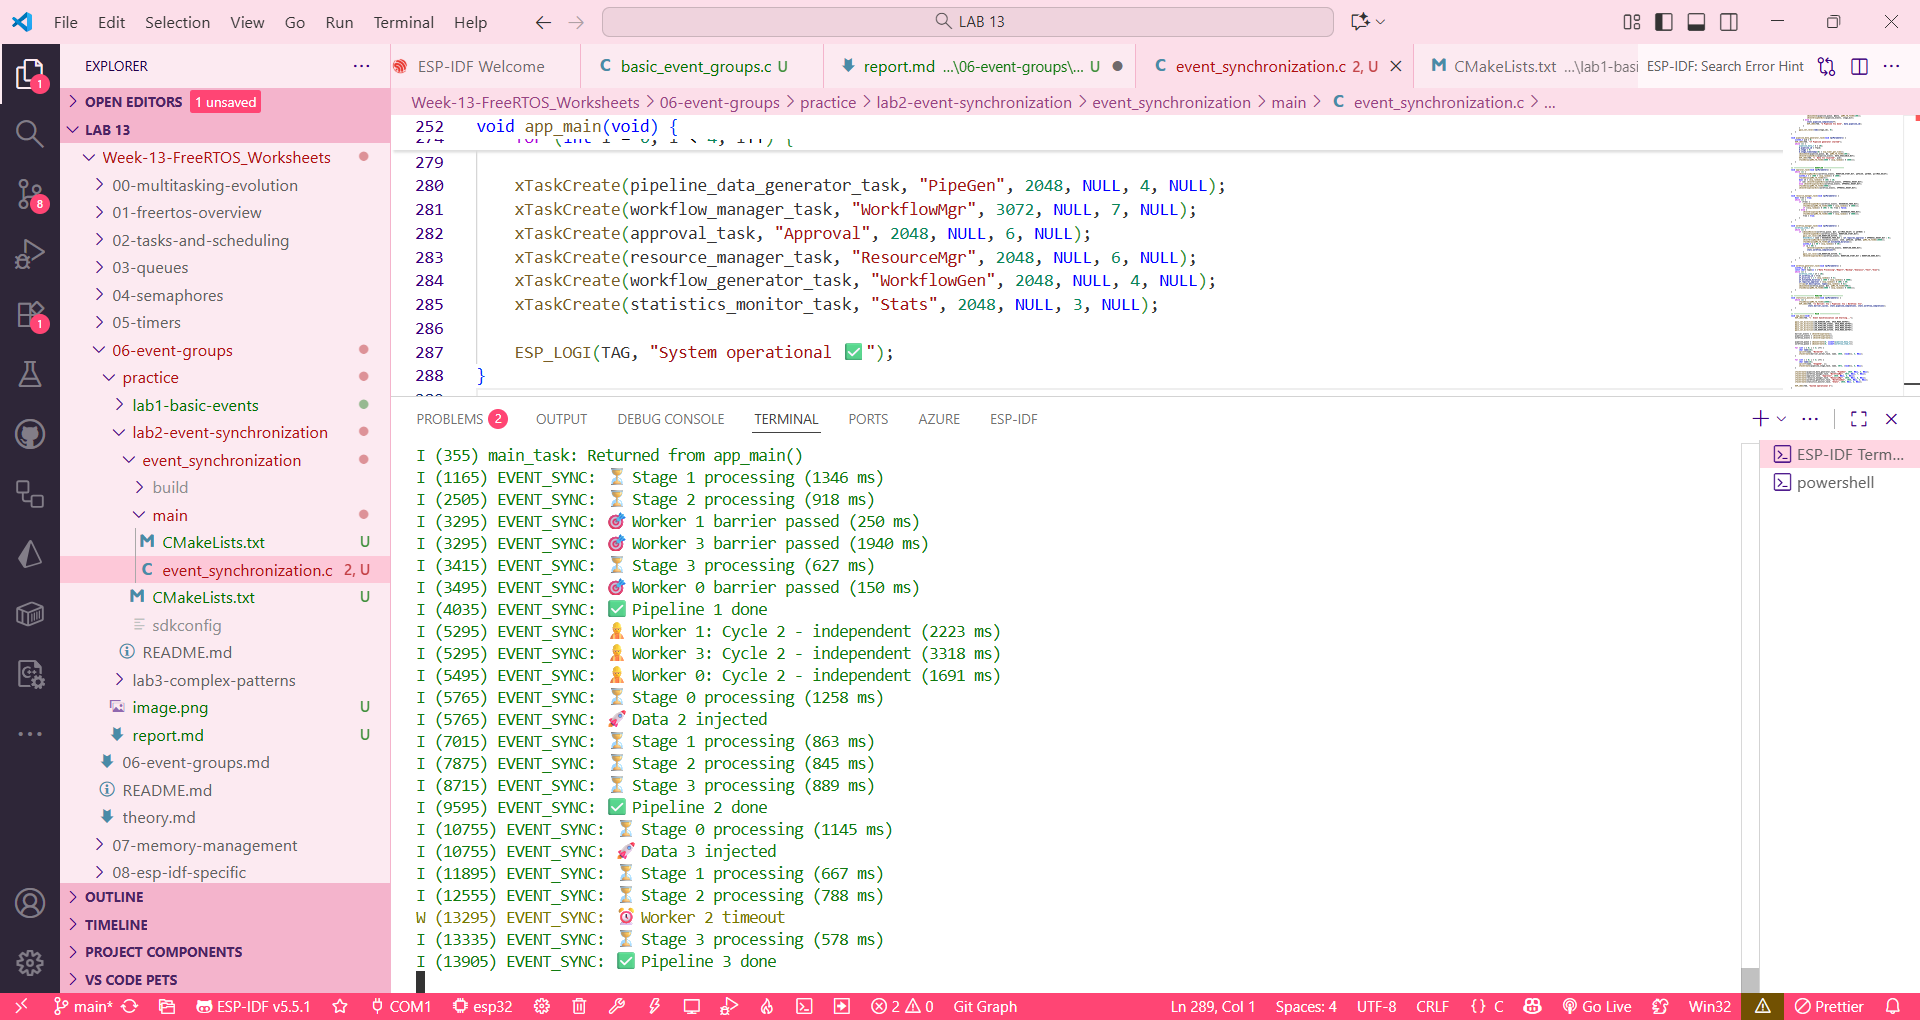 File Edit Selection View Go Run Terminal Help
LAB 13
EXPLORER
OPEN EDITORS 1 unsaved
LAB 13
Week-13-FreeRTOS_Worksheets
00-multitasking-evolution
01-freertos-overview
02-tasks-and-scheduling
03-queues
04-semaphores
05-timers
06-event-groups
practice
lab1-basic-events
lab2-event-synchronization
event_synchronization
build
main
CMakeLists.txt U
event_synchronization.c 2, U
CMakeLists.txt U
sdkconfig
README.md
lab3-complex-patterns
image.png U
report.md U
06-event-groups.md
README.md
theory.md
07-memory-management
08-esp-idf-specific
OUTLINE
TIMELINE
PROJECT COMPONENTS
VS CODE PETS
1
8
1
ESP-IDF Welcome
C basic_event_groups.c U
report.md ...\06-event-groups\... U
C event_synchronization.c 2, U
CMakeLists.txt ...\lab1-basi
ESP-IDF: Search Error Hint
Week-13-FreeRTOS_Worksheets > 06-event-groups > practice > lab2-event-synchronization > event_synchronization > main > C event_synchronization.c > ...
252 void app_main(void) {
279
280 xTaskCreate(pipeline_data_generator_task, "PipeGen", 2048, NULL, 4, NULL);
281 xTaskCreate(workflow_manager_task, "WorkflowMgr", 3072, NULL, 7, NULL);
282 xTaskCreate(approval_task, "Approval", 2048, NULL, 6, NULL);
283 xTaskCreate(resource_manager_task, "ResourceMgr", 2048, NULL, 6, NULL);
284 xTaskCreate(workflow_generator_task, "WorkflowGen", 2048, NULL, 4, NULL);
285 xTaskCreate(statistics_monitor_task, "Stats", 2048, NULL, 3, NULL);
286
287 ESP_LOGI(TAG, "System operational ✅");
288 }
PROBLEMS 2 OUTPUT DEBUG CONSOLE TERMINAL PORTS AZURE ESP-IDF
I (355) main_task: Returned from app_main()
I (1165) EVENT_SYNC: ⏳ Stage 1 processing (1346 ms)
I (2505) EVENT_SYNC: ⏳ Stage 2 processing (918 ms)
I (3295) EVENT_SYNC: 🎯 Worker 1 barrier passed (250 ms)
I (3295) EVENT_SYNC: 🎯 Worker 3 barrier passed (1940 ms)
I (3415) EVENT_SYNC: ⏳ Stage 3 processing (627 ms)
I (3495) EVENT_SYNC: 🎯 Worker 0 barrier passed (150 ms)
I (4035) EVENT_SYNC: ✅ Pipeline 1 done
I (5295) EVENT_SYNC: 👷 Worker 1: Cycle 2 - independent (2223 ms)
I (5295) EVENT_SYNC: 👷 Worker 3: Cycle 2 - independent (3318 ms)
I (5495) EVENT_SYNC: 👷 Worker 0: Cycle 2 - independent (1691 ms)
I (5765) EVENT_SYNC: ⏳ Stage 0 processing (1258 ms)
I (5765) EVENT_SYNC: 🚀 Data 2 injected
I (7015) EVENT_SYNC: ⏳ Stage 1 processing (863 ms)
I (7875) EVENT_SYNC: ⏳ Stage 2 processing (845 ms)
I (8715) EVENT_SYNC: ⏳ Stage 3 processing (889 ms)
I (9595) EVENT_SYNC: ✅ Pipeline 2 done
I (10755) EVENT_SYNC: ⏳ Stage 0 processing (1145 ms)
I (10755) EVENT_SYNC: 🚀 Data 3 injected
I (11895) EVENT_SYNC: ⏳ Stage 1 processing (667 ms)
I (12555) EVENT_SYNC: ⏳ Stage 2 processing (788 ms)
W (13295) EVENT_SYNC: ⏰ Worker 2 timeout
I (13335) EVENT_SYNC: ⏳ Stage 3 processing (578 ms)
I (13905) EVENT_SYNC: ✅ Pipeline 3 done
ESP-IDF Term...
powershell
main* ESP-IDF v5.5.1 COM1 esp32 2 0 Git Graph
Ln 289, Col 1 Spaces: 4 UTF-8 CRLF {} C Go Live Win32 Prettier